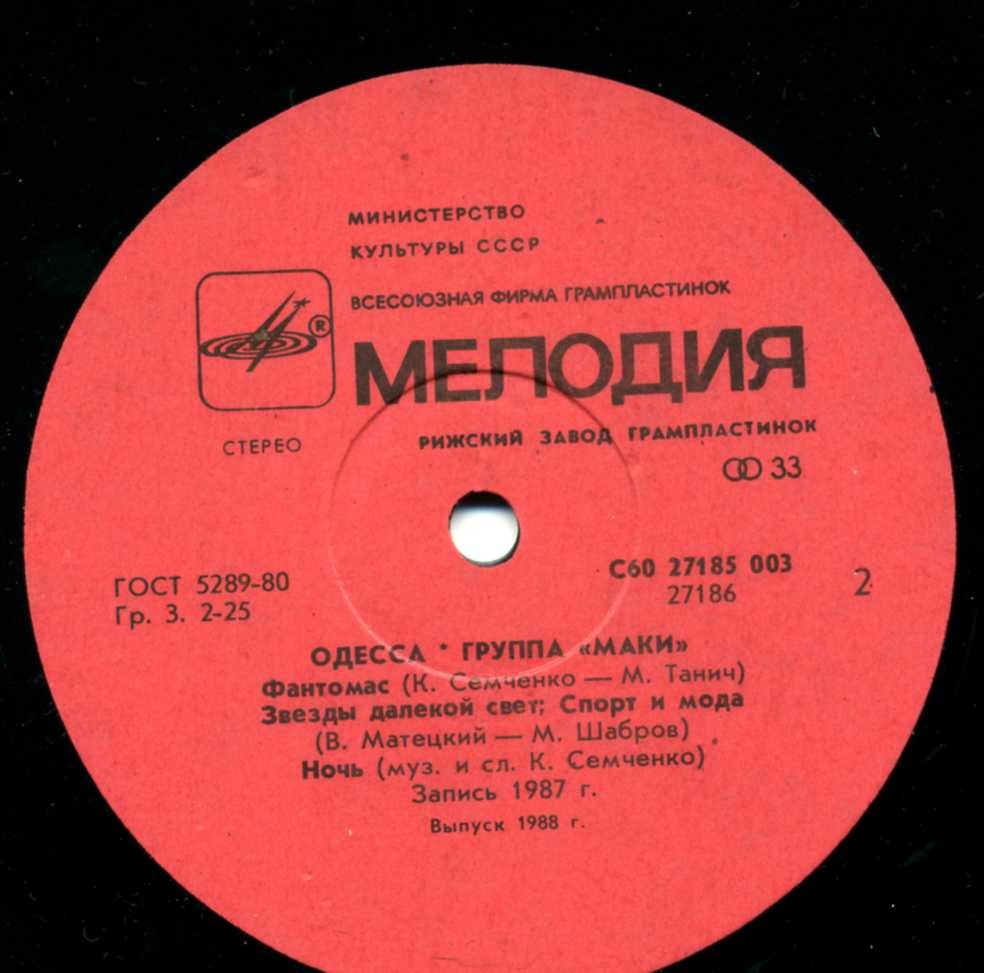 МИНИСТЕРСТВО
КУЛЬТУРЫ СССР
ВСЕСОЮЗНАЯ ФИРМА ГРАМПЛАСТИНОК
®
МЕЛОДИЯ
СТЕРЕО
РИЖСКИЙ ЗАВОД ГРАМПЛАСТИНОК
33
ГОСТ 5289-80
Гр. 3. 2-25
С60 27185 003
27186
2
ОДЕССА * ГРУППА «МАКИ»
Фантомас (К. Семченко — М. Танич)
Звезды далекой свет; Спорт и мода
(В. Матецкий — М. Шабров)
Ночь (муз. и сл. К. Семченко)
Запись 1987 г.
Выпуск 1988 г.